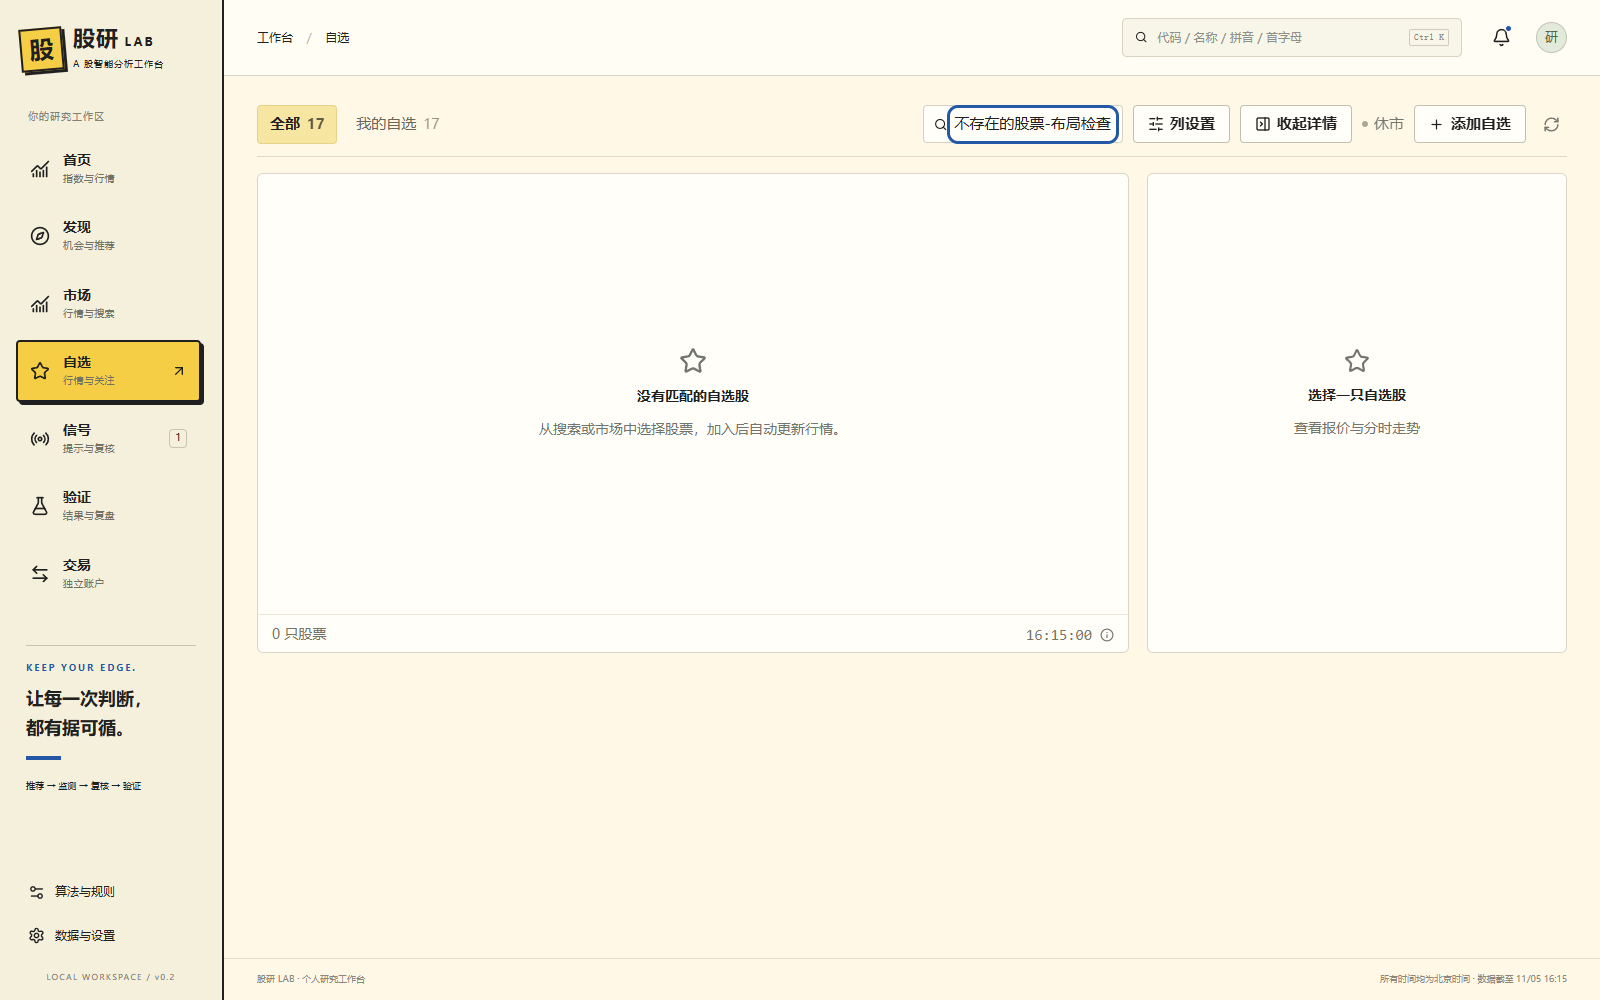 股
股研 LAB
A 股智能分析工作台
你的研究工作区
首页
指数与行情
发现
机会与推荐
市场
行情与搜索
自选
行情与关注
信号
提示与复核
1
验证
结果与复盘
交易
独立账户
KEEP YOUR EDGE.
让每一次判断，
都有据可循。
推荐 → 监测 → 复核 → 验证
算法与规则
数据与设置
LOCAL WORKSPACE / v0.2
工作台 / 自选
代码 / 名称 / 拼音 / 首字母
Ctrl K
研
全部 17
我的自选 17
不存在的股票-布局检查
列设置
收起详情
休市
添加自选
没有匹配的自选股
从搜索或市场中选择股票，加入后自动更新行情。
0 只股票
16:15:00
选择一只自选股
查看报价与分时走势
股研 LAB · 个人研究工作台
所有时间均为北京时间 · 数据截至 11/05 16:15